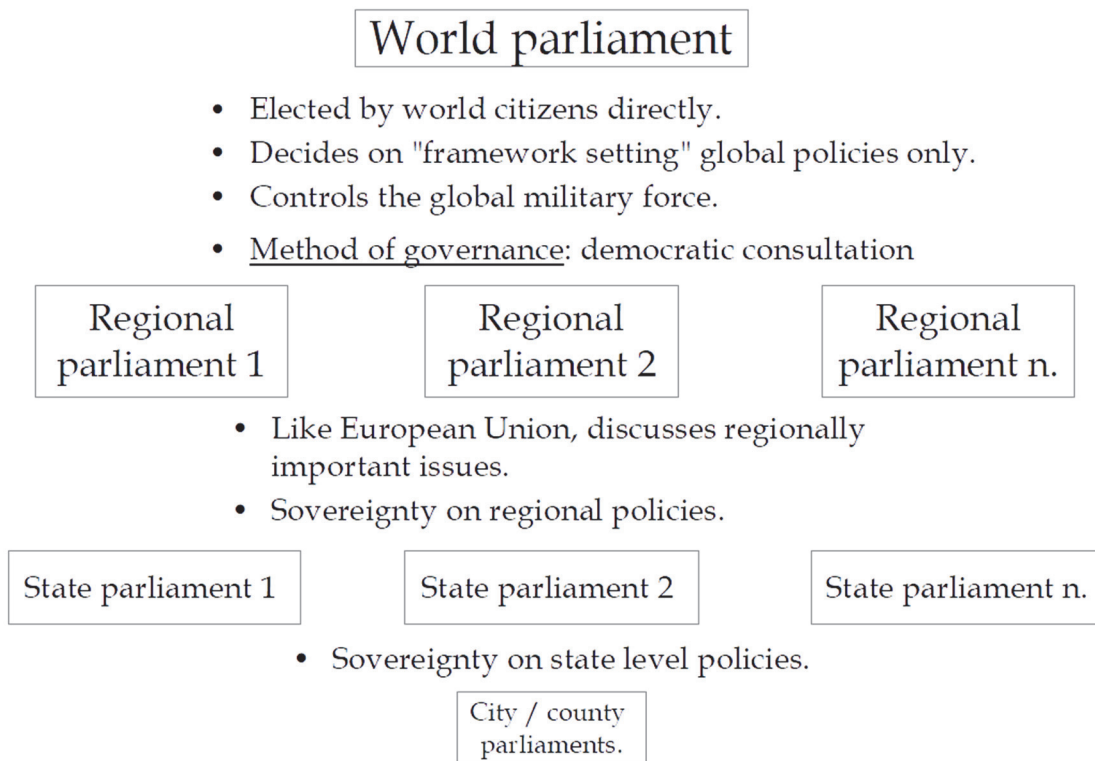 World parliament
• Elected by world citizens directly.
• Decides on "framework setting" global policies only.
• Controls the global military force.
• Method of governance: democratic consultation
Regional
parliament 1
Regional
parliament 2
Regional
parliament n.
• Like European Union, discusses regionally
important issues.
• Sovereignty on regional policies.
State parliament 1
State parliament 2
State parliament n.
• Sovereignty on state level policies.
City / county
parliaments.